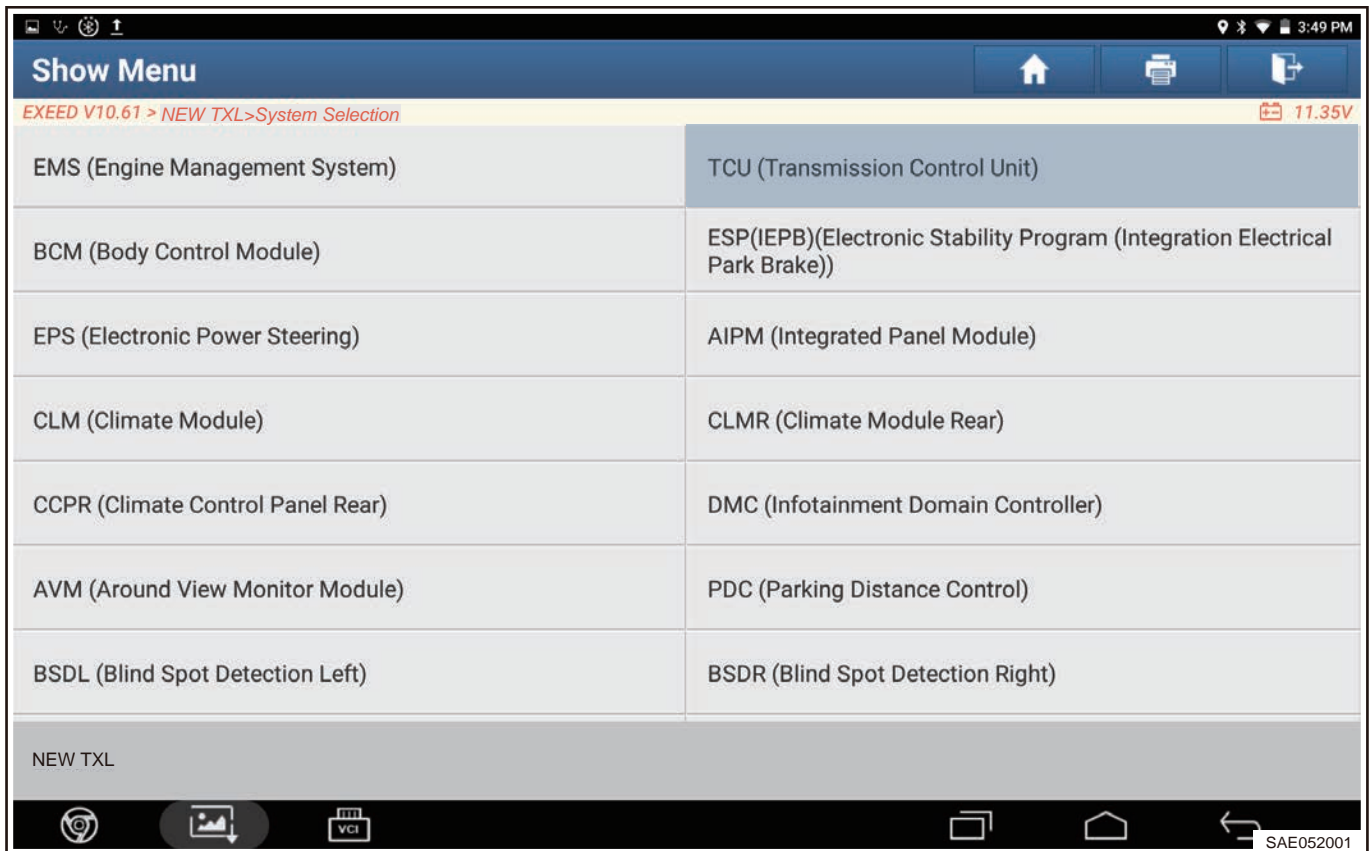 3:49 PM
Show Menu
EXEED V10.61 > NEW TXL>System Selection
11.35V
EMS (Engine Management System)
TCU (Transmission Control Unit)
BCM (Body Control Module)
ESP(IEPB)(Electronic Stability Program (Integration Electrical
Park Brake))
EPS (Electronic Power Steering)
AIPM (Integrated Panel Module)
CLM (Climate Module)
CLMR (Climate Module Rear)
CCPR (Climate Control Panel Rear)
DMC (Infotainment Domain Controller)
AVM (Around View Monitor Module)
PDC (Parking Distance Control)
BSDL (Blind Spot Detection Left)
BSDR (Blind Spot Detection Right)
NEW TXL
VCI
SAE052001